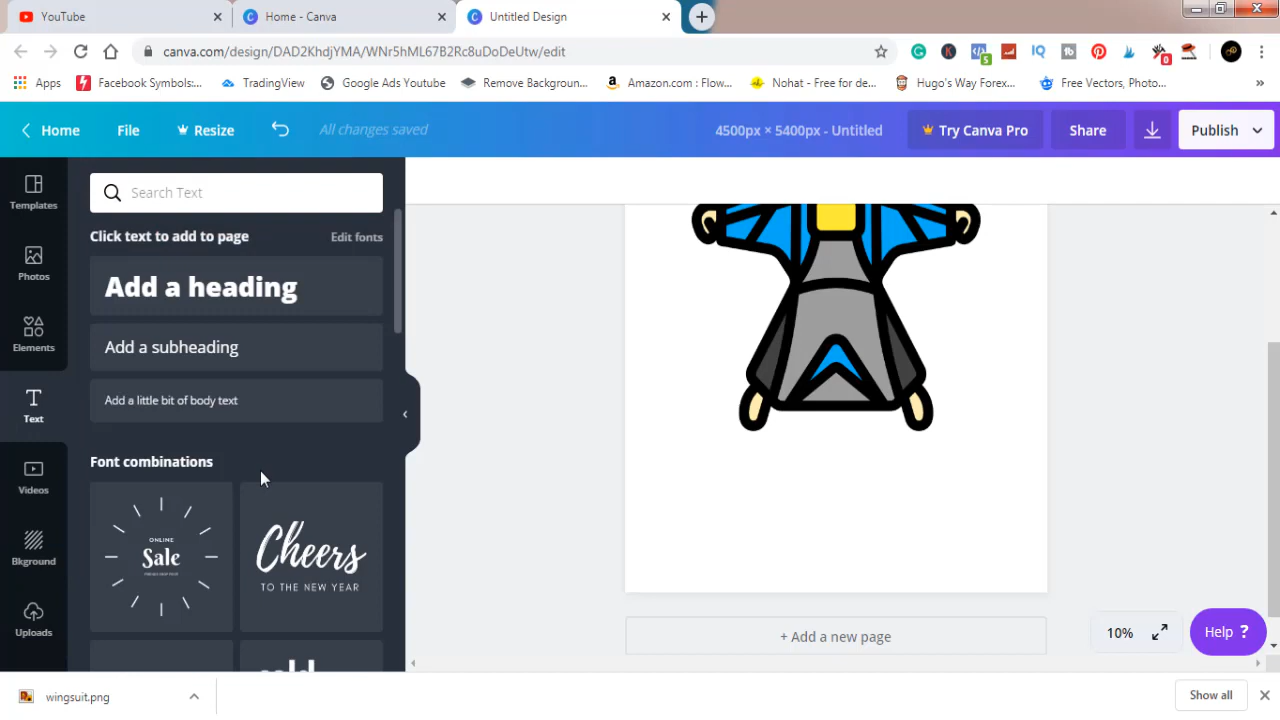 YouTube
Home - Canva
Untitled Design
canva.com/design/DAD2KhdjYMA/WNr5hML67B2Rc8uDoDeUtw/edit
Apps
Facebook Symbols:...
TradingView
Google Ads Youtube
Remove Backgroun...
Amazon.com : Flow...
Nohat - Free for de...
Hugo's Way Forex...
Free Vectors, Photo...
»
Home
File
Resize
All changes saved
4500px × 5400px - Untitled
Try Canva Pro
Share
Publish
Templates
Photos
Elements
Text
Videos
Bkground
Uploads
Search Text
Click text to add to page
Edit fonts
Add a heading
Add a subheading
Add a little bit of body text
Font combinations
ONLINE
Sale
Cheers
TO THE NEW YEAR
+ Add a new page
10%
Help ?
wingsuit.png
Show all